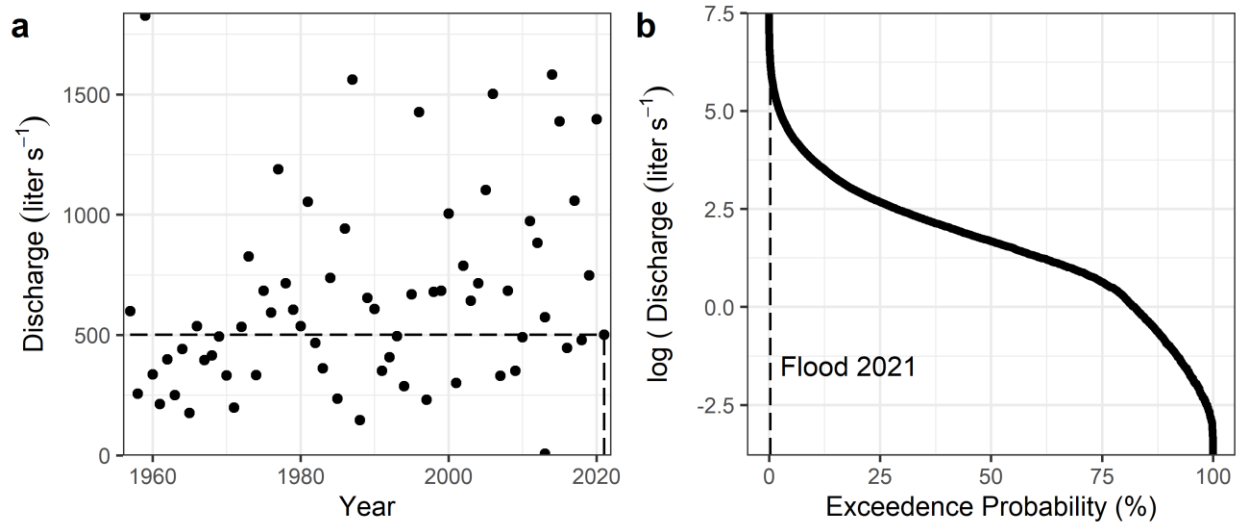 a
Discharge (liter s⁻¹)
1500
1000
500
0
1960
1980
2000
2020
Year
b
log ( Discharge (liter s⁻¹)
7.5
5.0
2.5
0.0
-2.5
Flood 2021
0
25
50
75
100
Exceedence Probability (%)